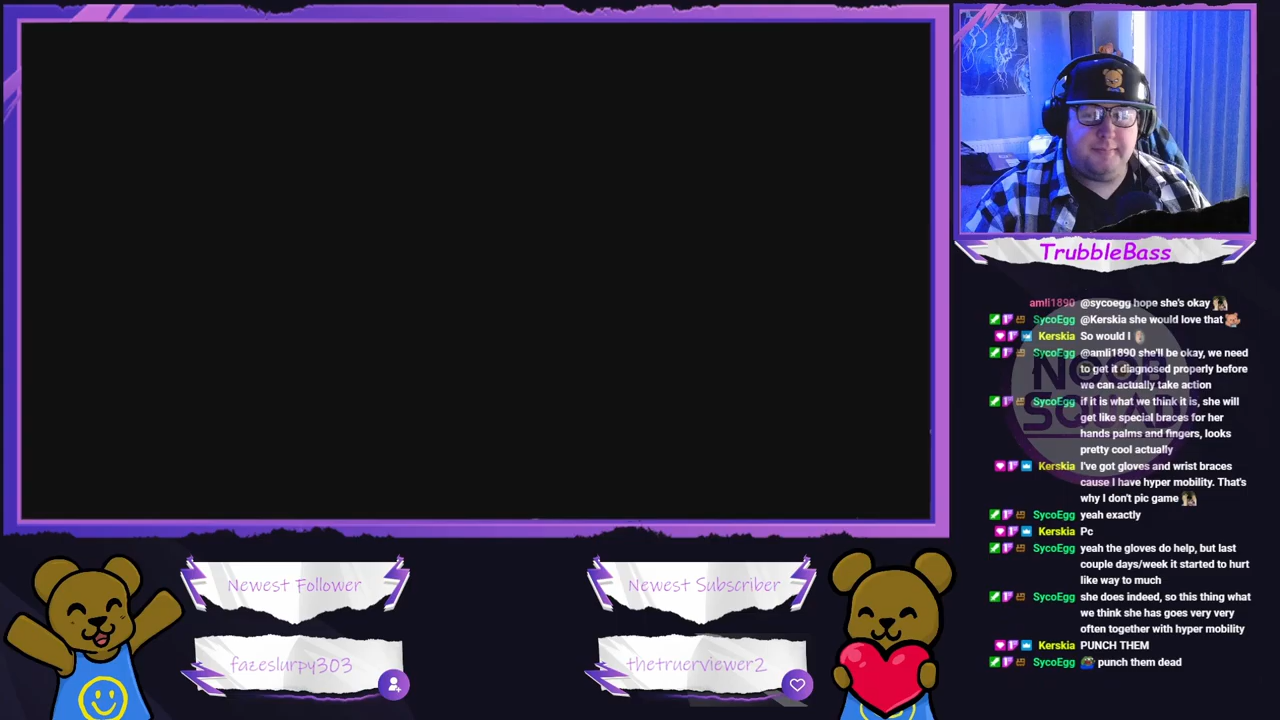 TrubbleBass
amli1890 @sycoegg hope she's okay
SycoEgg @Kerskia she would love that
Kerskia So would I
SycoEgg @amli1890 she'll be okay, we need
to get it diagnosed properly before
we can actually take action
SycoEgg if it is what we think it is, she will
get like special braces for her
hands palms and fingers, looks
pretty cool actually
Kerskia I've got gloves and wrist braces
cause I have hyper mobility. That's
why I don't pic game
SycoEgg yeah exactly
Kerskia Pc
SycoEgg yeah the gloves do help, but last
couple days/week it started to hurt
like way to much
SycoEgg she does indeed, so this thing what
we think she has goes very very
often together with hyper mobility
Kerskia PUNCH THEM
SycoEgg punch them dead
NOOB
SQUAD
Newest Follower
fazeslurpy303
Newest Subscriber
thetruerviewer2